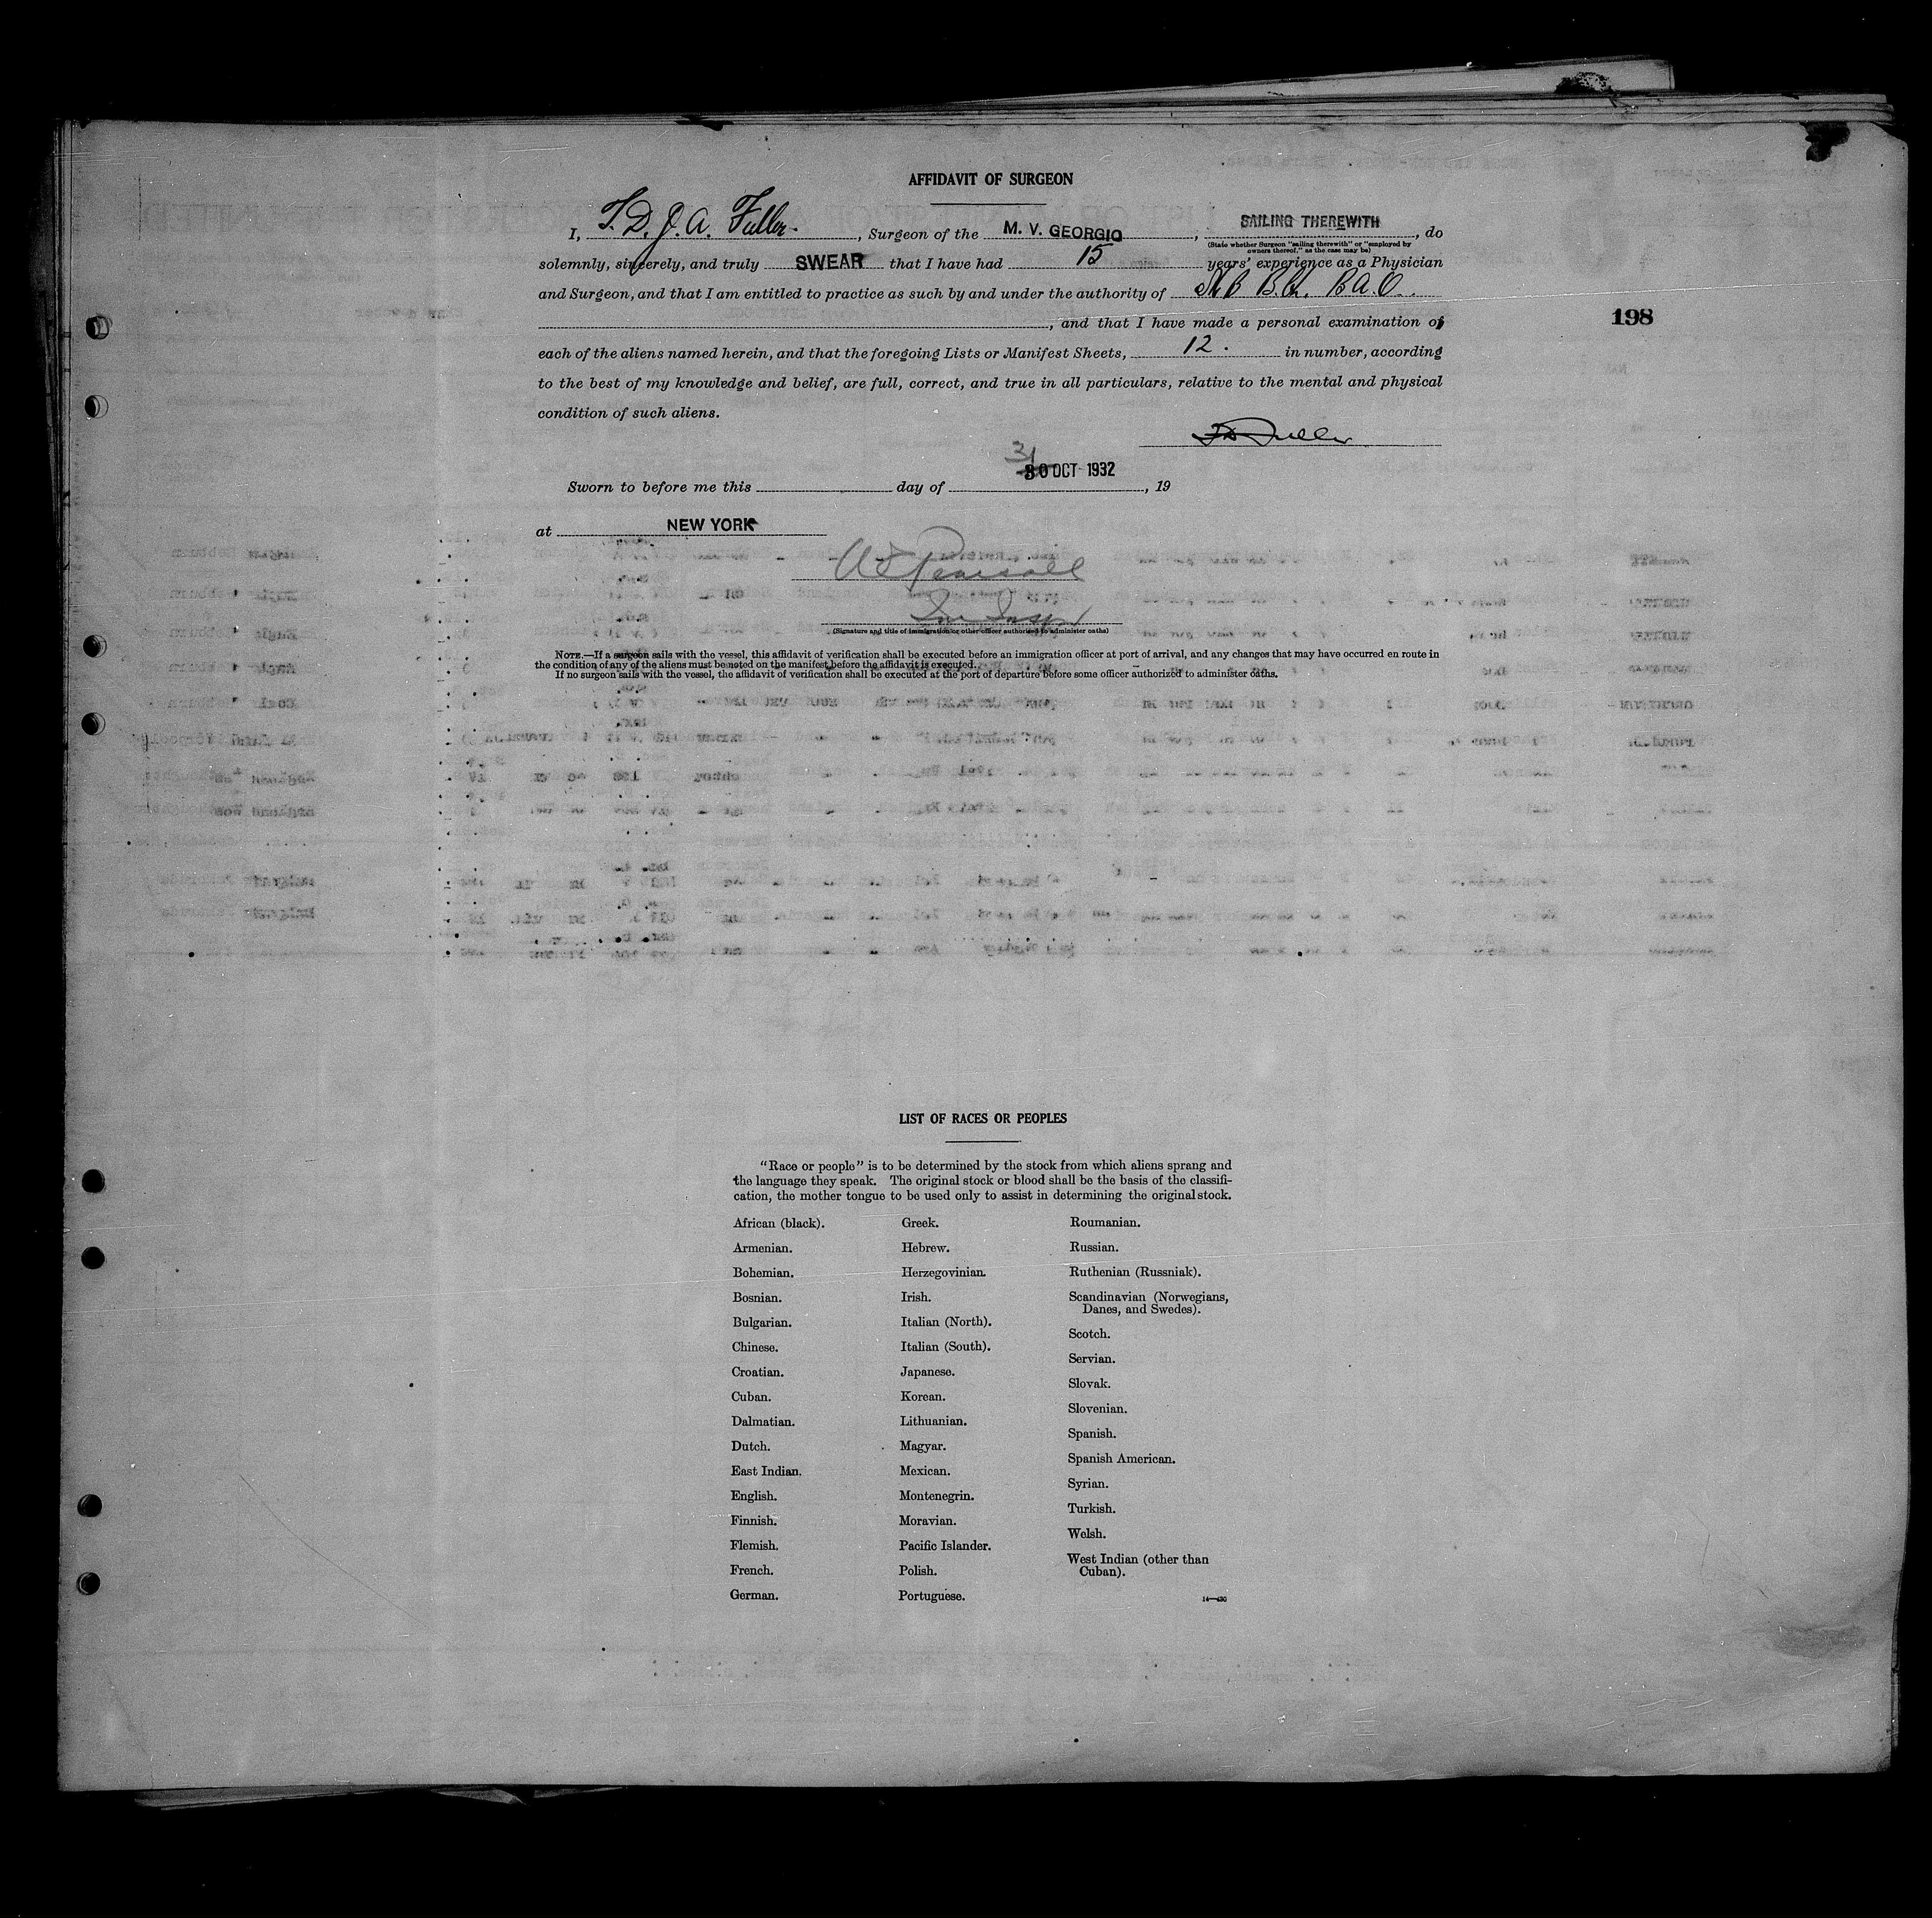 AFFIDAVIT OF SURGEON
I, T. D. J. A. Fuller., Surgeon of the M. V. GEORGIC, SAILING THEREWITH, do
(State whether Surgeon "sailing therewith" or "employed by
owners thereof," as the case may be)
solemnly, sincerely, and truly SWEAR that I have had 15 years' experience as a Physician
and Surgeon, and that I am entitled to practice as such by and under the authority of M.B B.Ch. B.A.O.
, and that I have made a personal examination of
198
each of the aliens named herein, and that the foregoing Lists or Manifest Sheets, 12. in number, according
to the best of my knowledge and belief, are full, correct, and true in all particulars, relative to the mental and physical
condition of such aliens.
Fuller
31
30 OCT 1932
Sworn to before me this day of , 19
at NEW YORK
Pearsall
Imm Insp
(Signature and title of immigration or other officer authorized to administer oaths)
NOTE.—If a surgeon sails with the vessel, this affidavit of verification shall be executed before an immigration officer at port of arrival, and any changes that may have occurred en route in
the condition of any of the aliens must be noted on the manifest before the affidavit is executed.
If no surgeon sails with the vessel, the affidavit of verification shall be executed at the port of departure before some officer authorized to administer oaths.
LIST OF RACES OR PEOPLES
"Race or people" is to be determined by the stock from which aliens sprang and
the language they speak. The original stock or blood shall be the basis of the classifi-
cation, the mother tongue to be used only to assist in determining the original stock.
African (black).
Armenian.
Bohemian.
Bosnian.
Bulgarian.
Chinese.
Croatian.
Cuban.
Dalmatian.
Dutch.
East Indian.
English.
Finnish.
Flemish.
French.
German.
Greek.
Hebrew.
Herzegovinian.
Irish.
Italian (North).
Italian (South).
Japanese.
Korean.
Lithuanian.
Magyar.
Mexican.
Montenegrin.
Moravian.
Pacific Islander.
Polish.
Portuguese.
Roumanian.
Russian.
Ruthenian (Russniak).
Scandinavian (Norwegians,
Danes, and Swedes).
Scotch.
Servian.
Slovak.
Slovenian.
Spanish.
Spanish American.
Syrian.
Turkish.
Welsh.
West Indian (other than
Cuban).
14—430